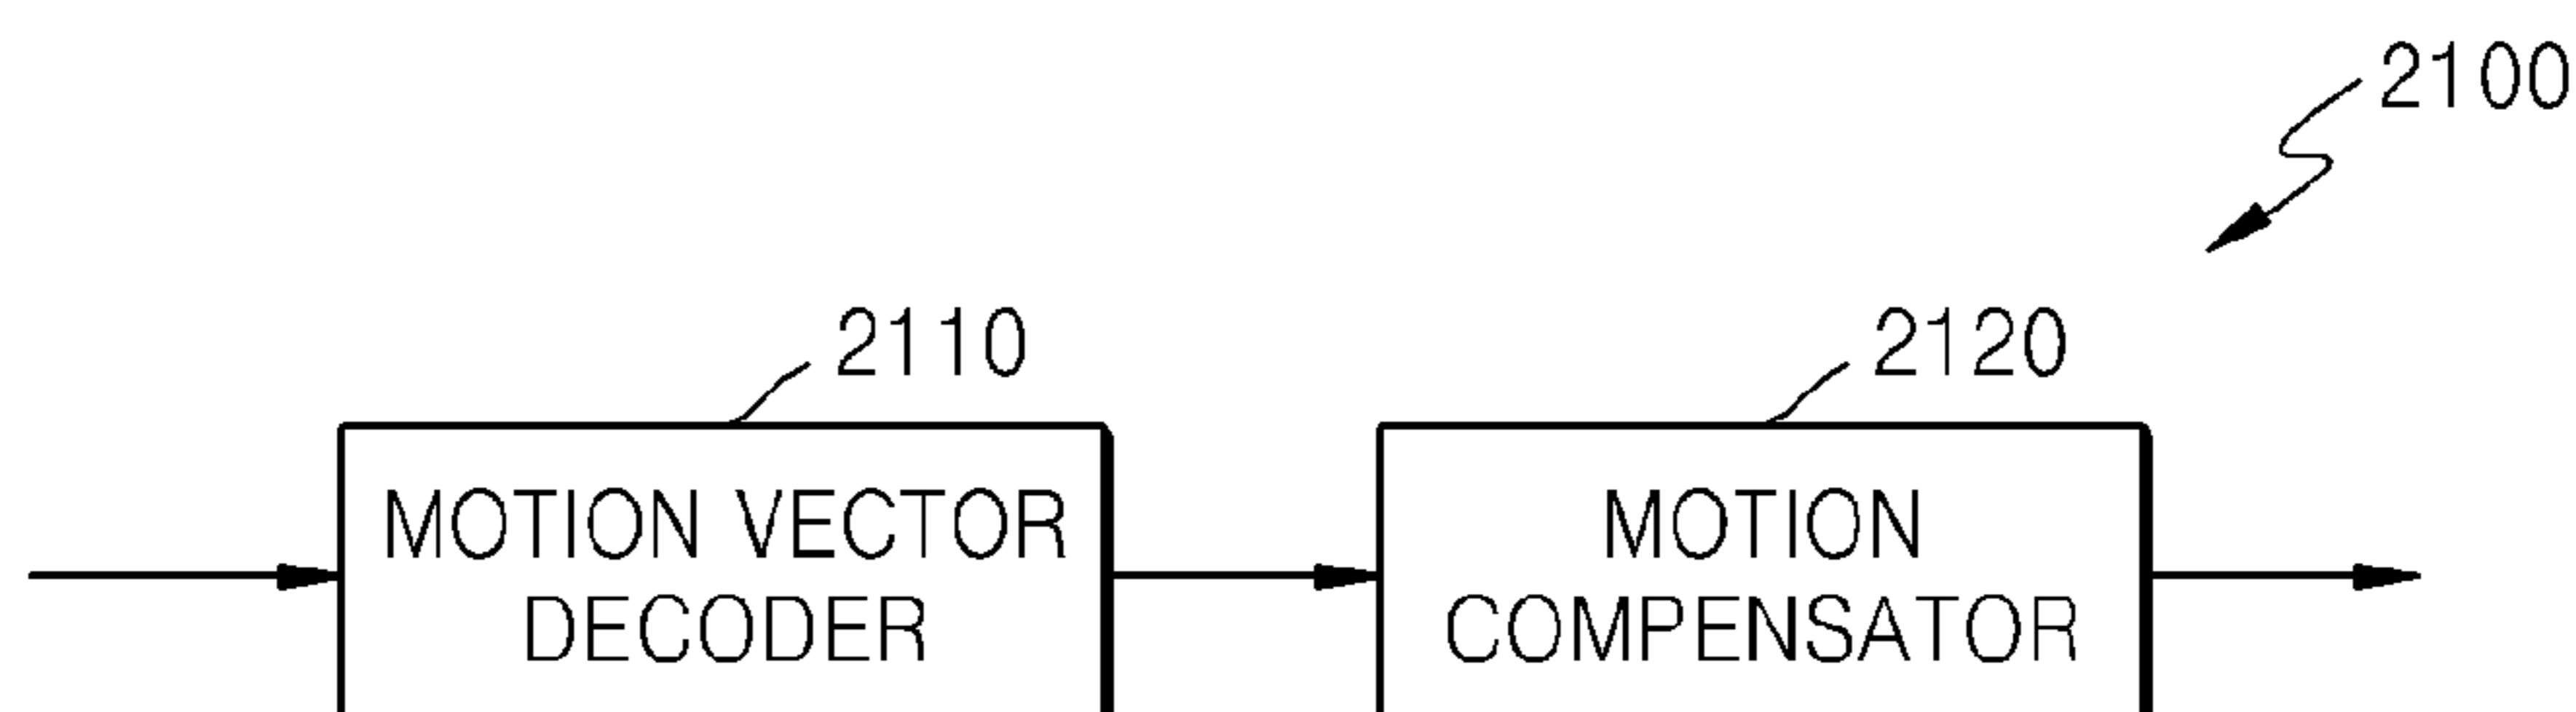 2100
2110
2120
MOTION VECTOR
DECODER
MOTION
COMPENSATOR